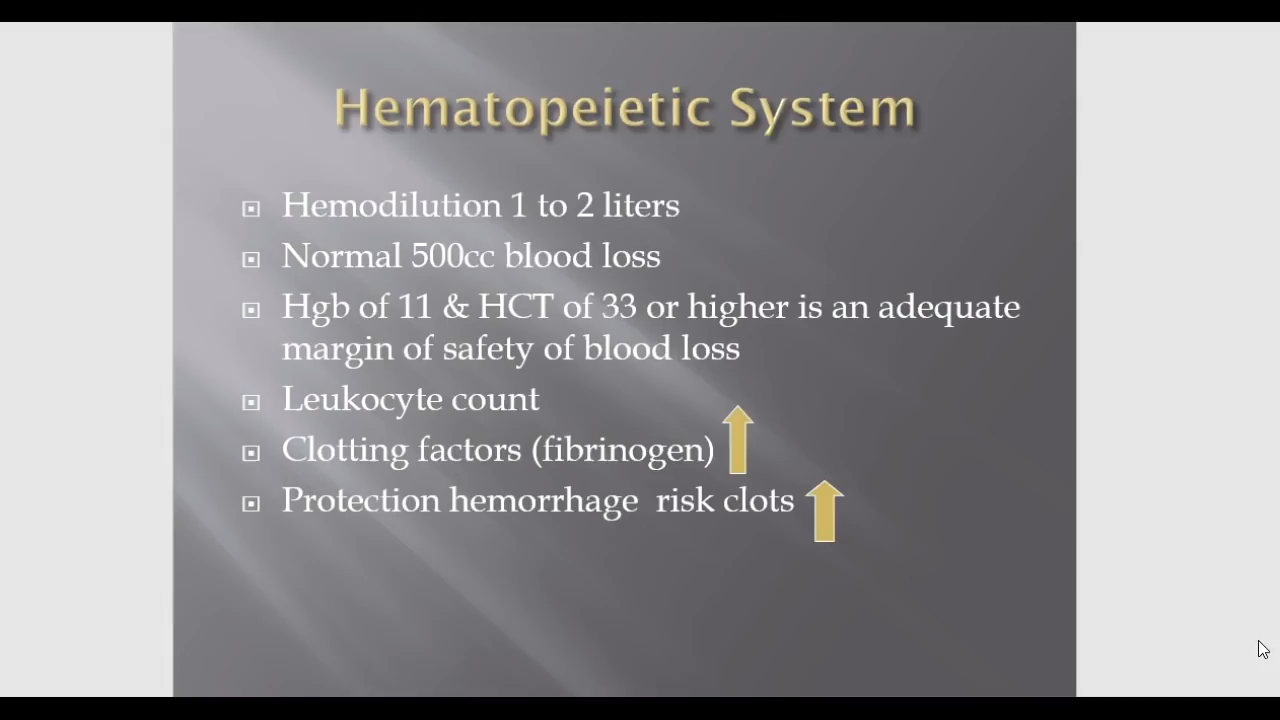 Hematopeietic System
Hemodilution 1 to 2 liters
Normal 500cc blood loss
Hgb of 11 & HCT of 33 or higher is an adequate
margin of safety of blood loss
Leukocyte count
Clotting factors (fibrinogen)
Protection hemorrhage risk clots